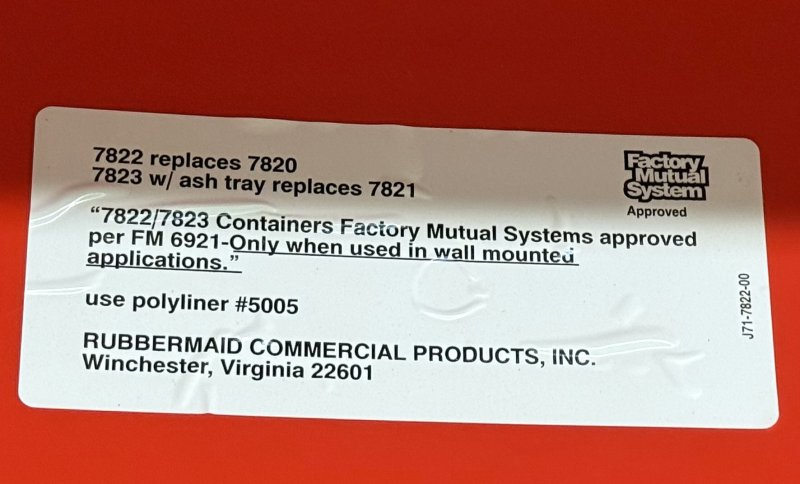 7822 replaces 7820
7823 w/ ash tray replaces 7821
Factory
Mutual
System
Approved
“7822/7823 Containers Factory Mutual Systems approved
per FM 6921-Only when used in wall mounted
applications.”
use polyliner #5005
RUBBERMAID COMMERCIAL PRODUCTS, INC.
Winchester, Virginia 22601
J71-7822-00